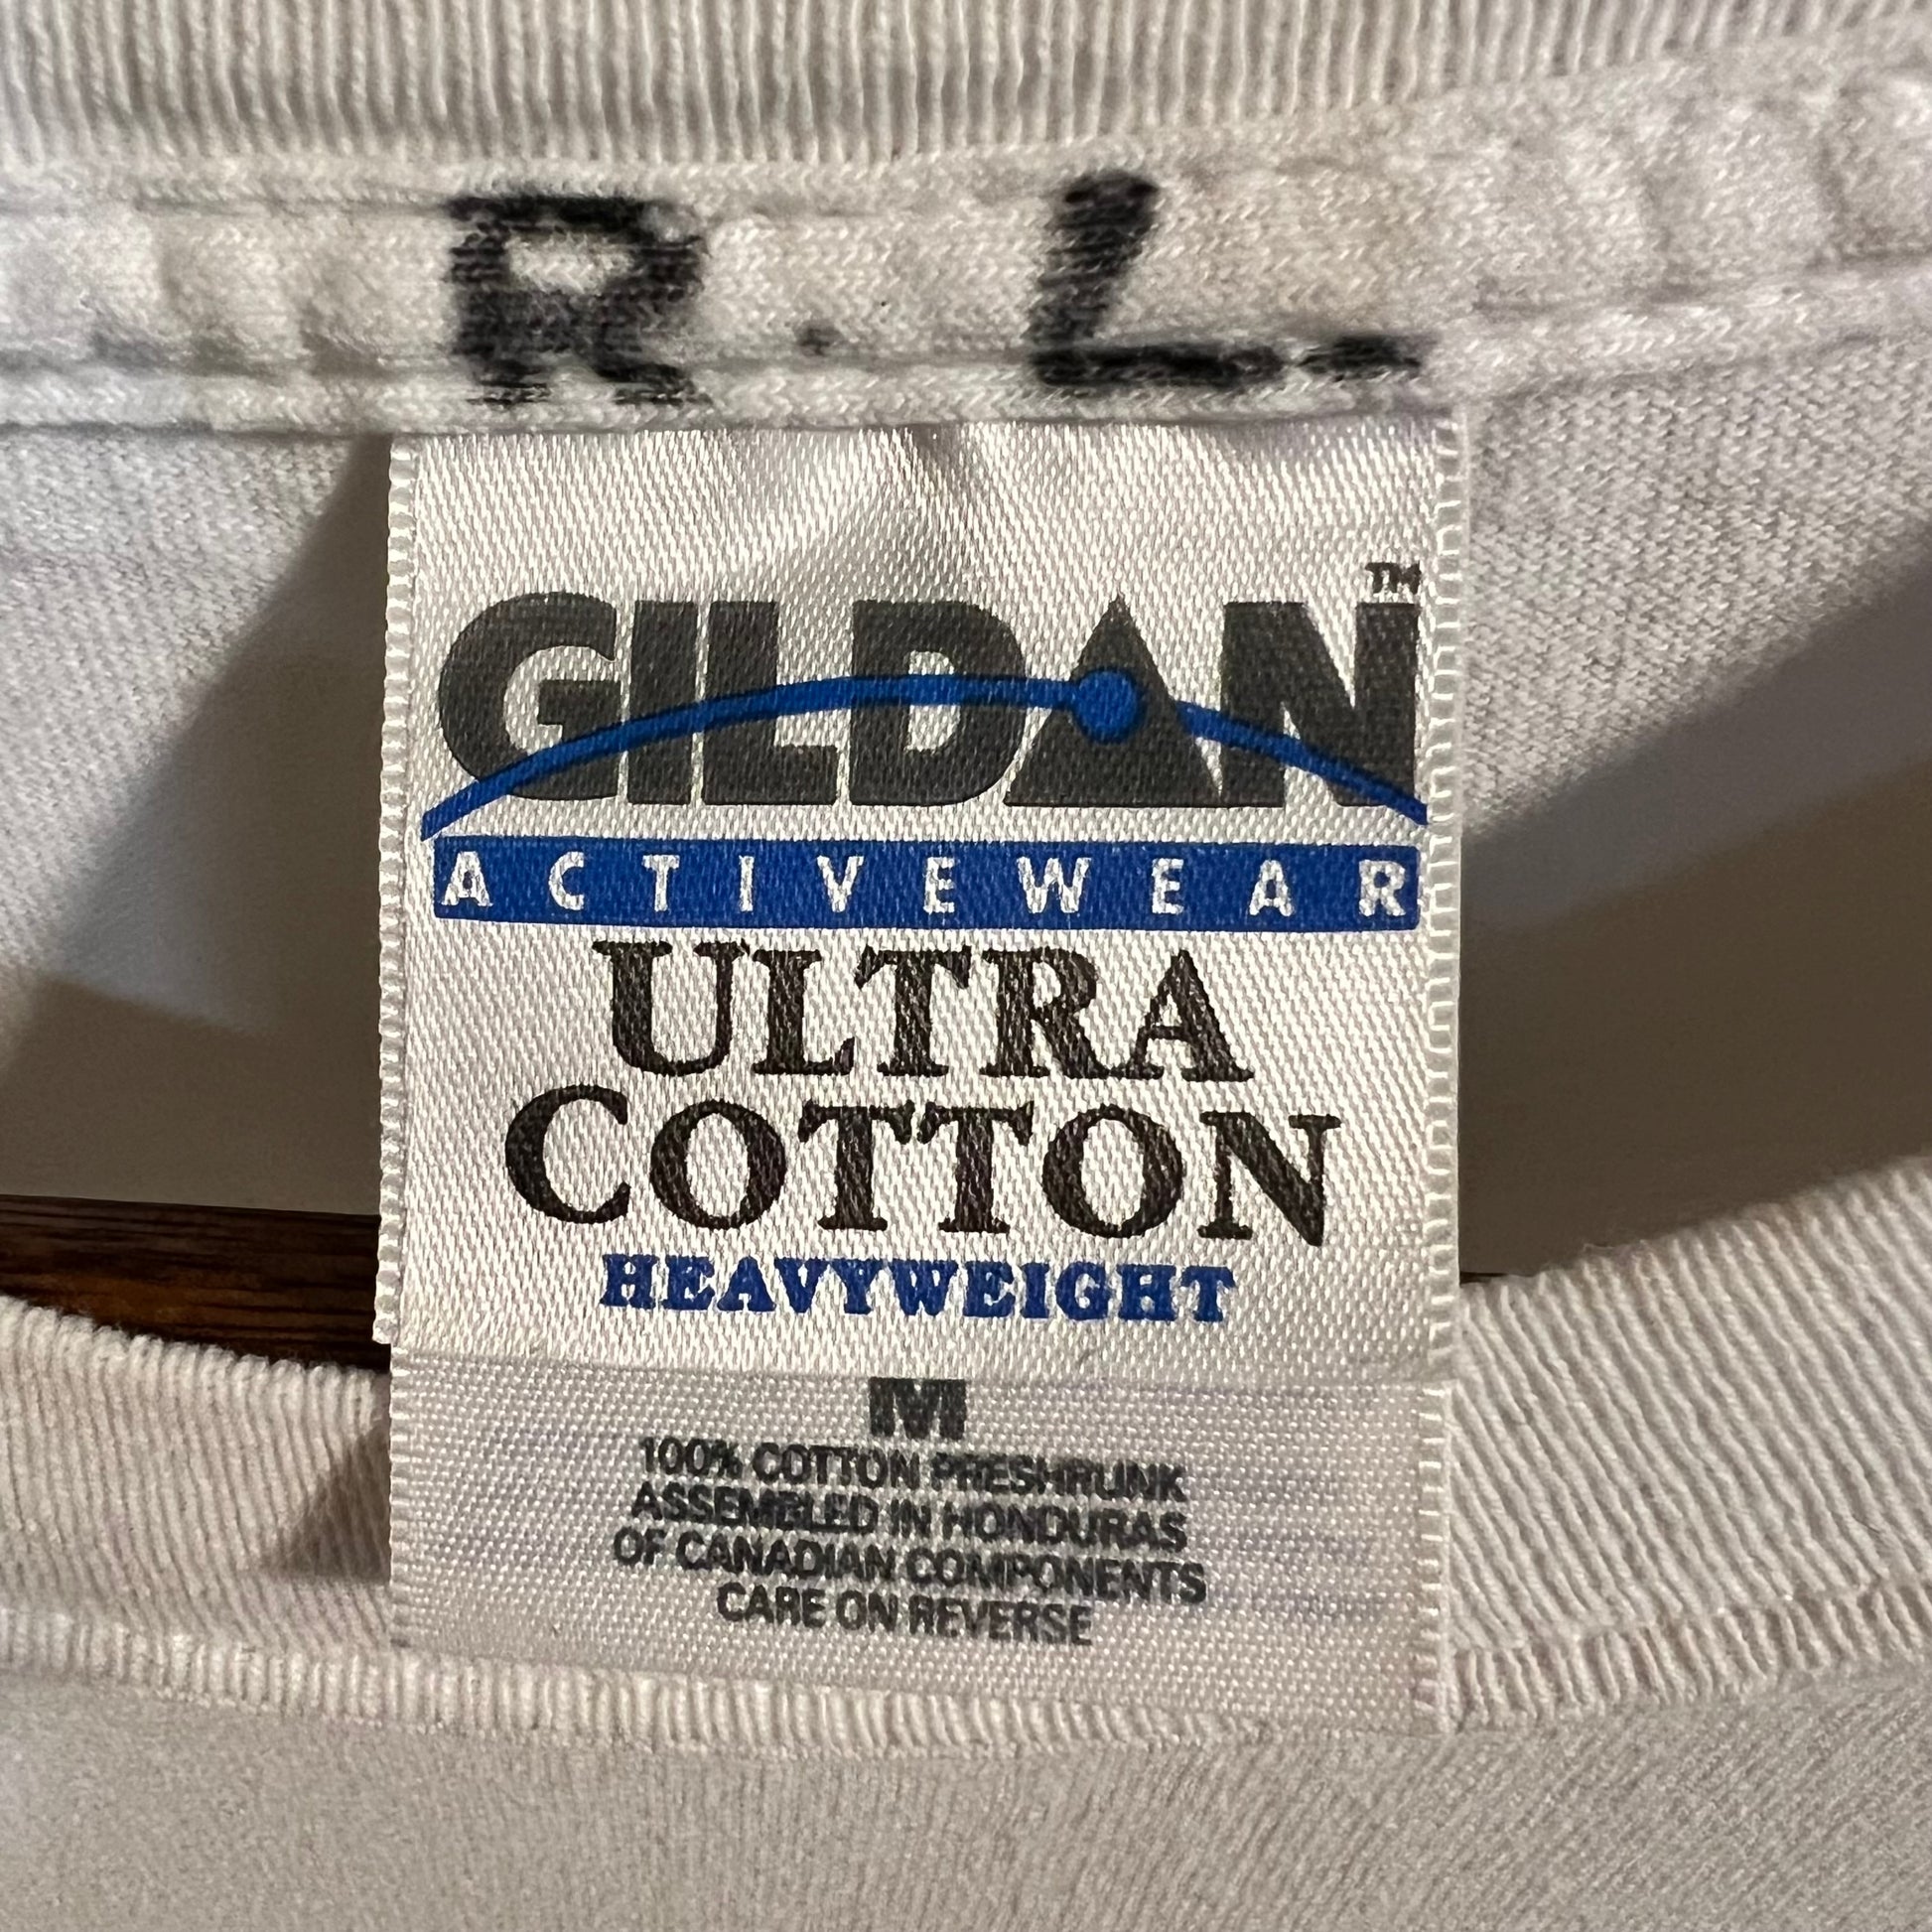 R. L.
GILDAN™
ACTIVEWEAR
ULTRA
COTTON
HEAVYWEIGHT
M
100% COTTON PRESHRUNK
ASSEMBLED IN HONDURAS
OF CANADIAN COMPONENTS
CARE ON REVERSE